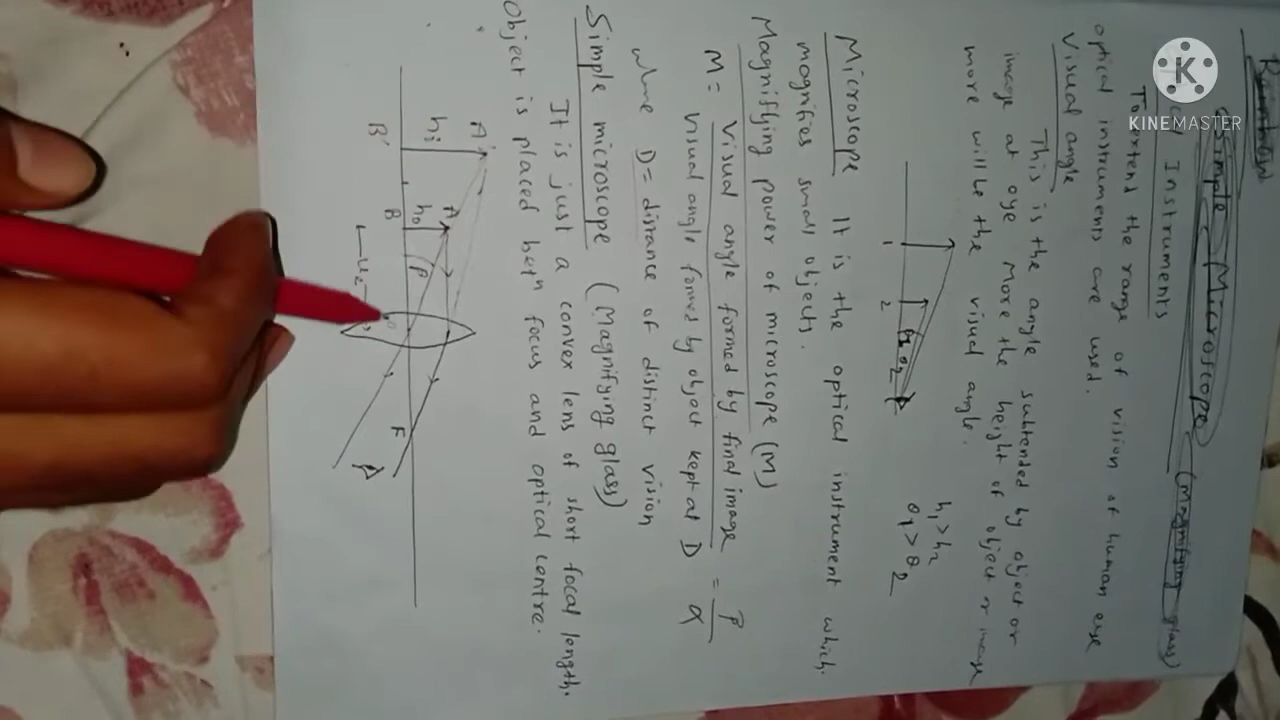 Simple Microscope (Magnifying glass)
Instruments
To extend the range of vision of human eye
optical instruments are used.
Visual angle
This is the angle subtended by object or
image at eye More the height of object or image
more will be the visual angle.
1
2
θ2
h1 > h2
θ1 > θ2
Microscope It is the optical instrument which
magnifies small objects.
Magnifying power of microscope (M)
M = Visual angle formed by final image = β
Visual angle formed by object kept at D α
where D = distance of distinct vision
Simple microscope (Magnifying glass)
It is just a convex lens of short focal length.
Object is placed betn focus and optical centre.
A'
A
hi
ho
β
F
B'
B
KINEMASTER
K